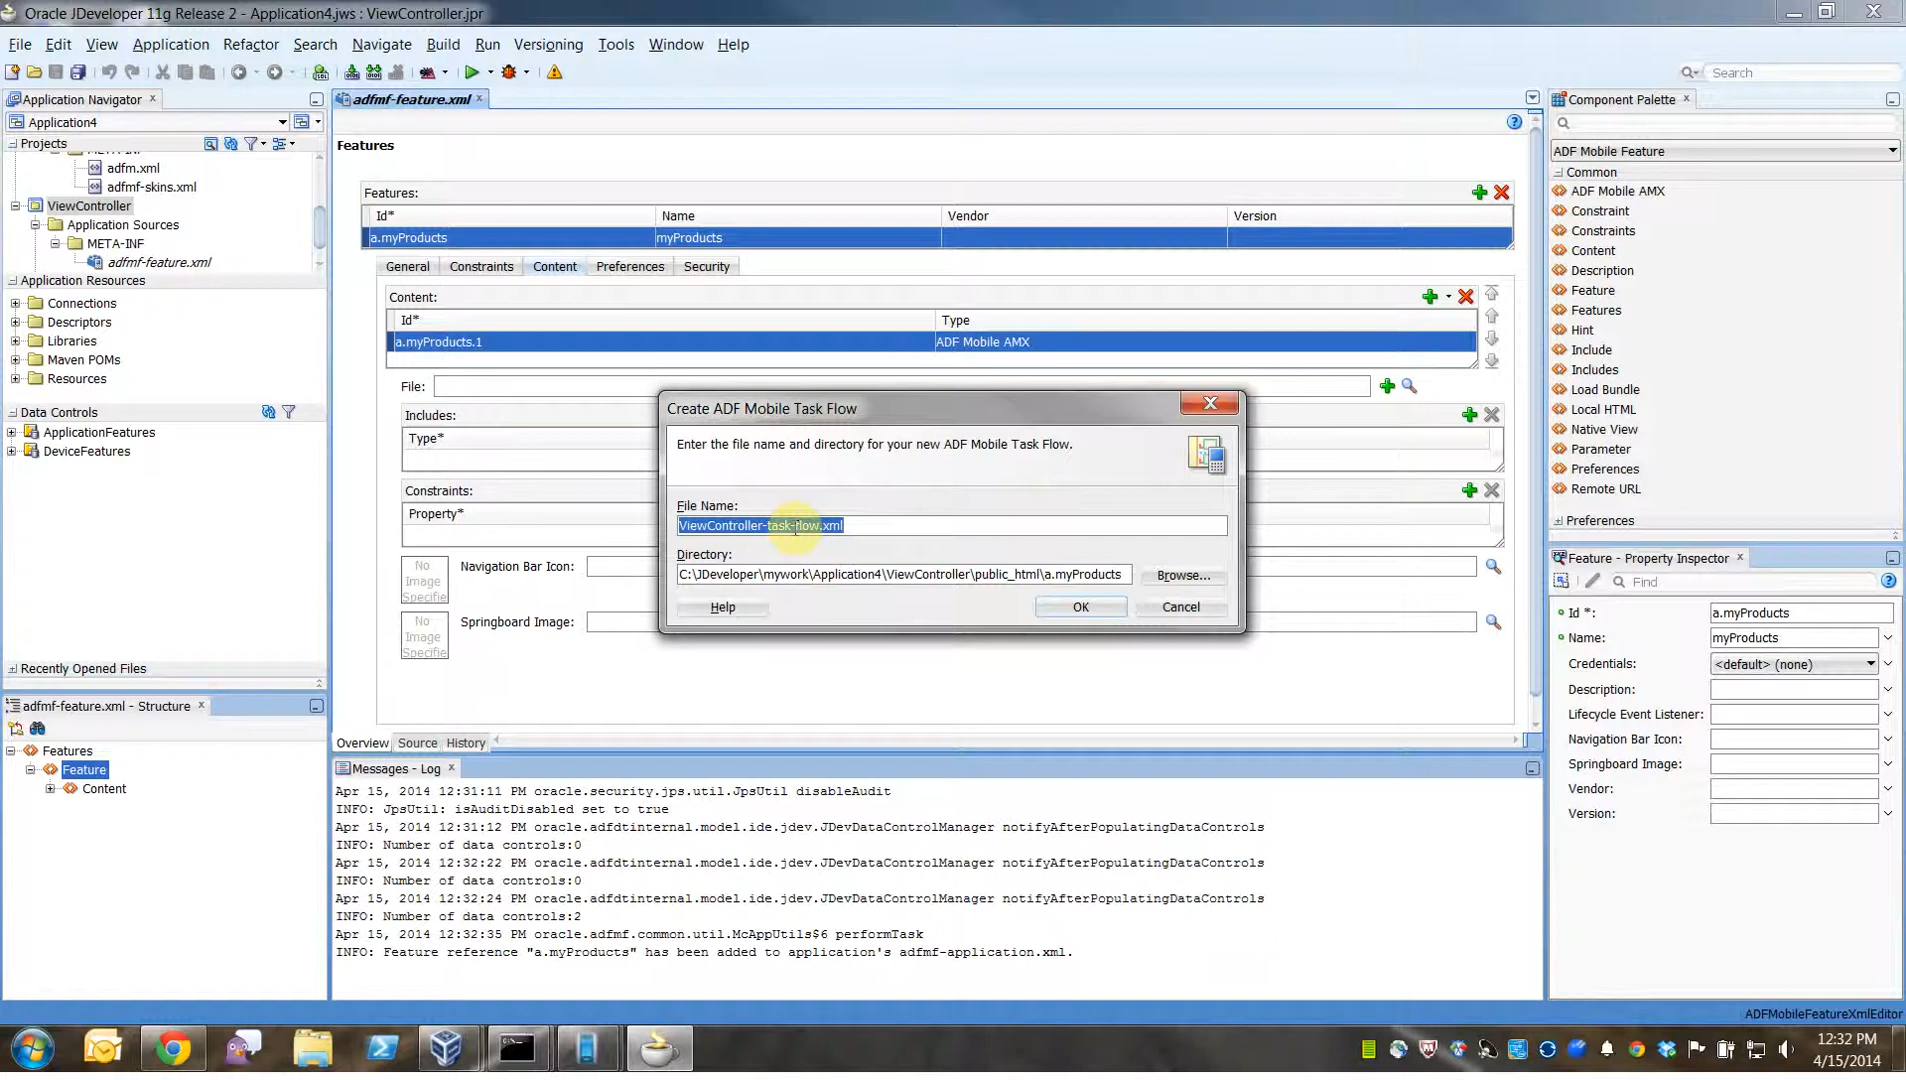 Oracle JDeveloper 11g Release 2 - Application4.jws : ViewController.jpr
File Edit View Application Refactor Search Navigate Build Run Versioning Tools Window Help
Search
Application Navigator
Application4
Projects
META-INF
adfm.xml
adfmf-skins.xml
ViewController
Application Sources
META-INF
adfmf-feature.xml
Application Resources
Connections
Descriptors
Libraries
Maven POMs
Resources
Data Controls
ApplicationFeatures
DeviceFeatures
Recently Opened Files
adfmf-feature.xml - Structure
Features
Feature
Content
adfmf-feature.xml
Features
Features:
Id* Name Vendor Version
a.myProducts myProducts
General Constraints Content Preferences Security
Content:
Id* Type
a.myProducts.1 ADF Mobile AMX
File:
Includes:
Type*
Constraints:
Property*
No Image Specifie
Navigation Bar Icon:
No Image Specifie
Springboard Image:
Overview Source History
Create ADF Mobile Task Flow
Enter the file name and directory for your new ADF Mobile Task Flow.
File Name:
ViewController-task-flow.xml
Directory:
C:\JDeveloper\mywork\Application4\ViewController\public_html\a.myProducts
Browse...
Help OK Cancel
Messages - Log
Apr 15, 2014 12:31:11 PM oracle.security.jps.util.JpsUtil disableAudit
INFO: JpsUtil: isAuditDisabled set to true
Apr 15, 2014 12:31:12 PM oracle.adfdtinternal.model.ide.jdev.JDevDataControlManager notifyAfterPopulatingDataControls
INFO: Number of data controls:0
Apr 15, 2014 12:32:22 PM oracle.adfdtinternal.model.ide.jdev.JDevDataControlManager notifyAfterPopulatingDataControls
INFO: Number of data controls:0
Apr 15, 2014 12:32:24 PM oracle.adfdtinternal.model.ide.jdev.JDevDataControlManager notifyAfterPopulatingDataControls
INFO: Number of data controls:2
Apr 15, 2014 12:32:35 PM oracle.adfmf.common.util.McAppUtils$6 performTask
INFO: Feature reference "a.myProducts" has been added to application's adfmf-application.xml.
Component Palette
ADF Mobile Feature
Common
ADF Mobile AMX
Constraint
Constraints
Content
Description
Feature
Features
Hint
Include
Includes
Load Bundle
Local HTML
Native View
Parameter
Preferences
Remote URL
Preferences
Feature - Property Inspector
Find
Id *: a.myProducts
Name: myProducts
Credentials: <default> (none)
Description:
Lifecycle Event Listener:
Navigation Bar Icon:
Springboard Image:
Vendor:
Version:
ADFMobileFeatureXmlEditor
12:32 PM
4/15/2014